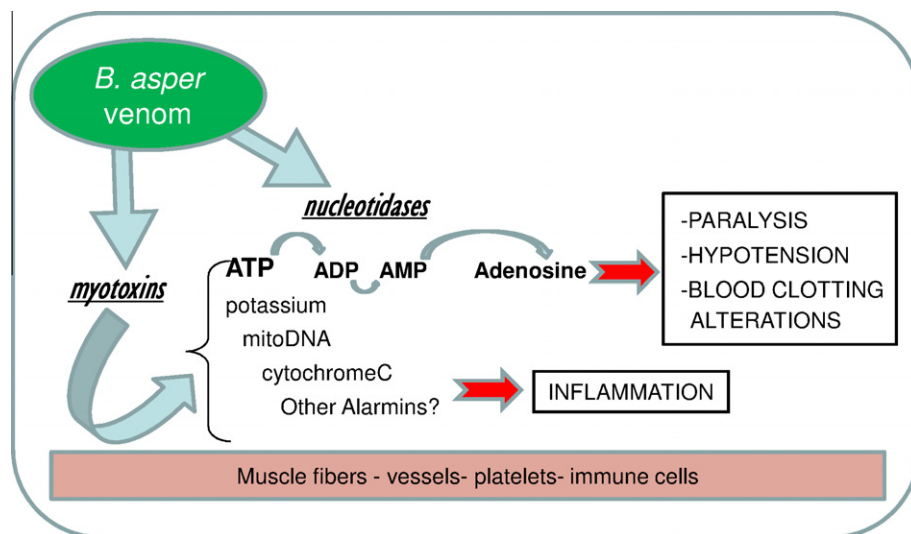 B. asper
venom
nucleotidases
myotoxins
ATP ADP AMP Adenosine
potassium
mitoDNA
cytochromeC
Other Alarmins?
-PARALYSIS
-HYPOTENSION
-BLOOD CLOTTING
ALTERATIONS
INFLAMMATION
Muscle fibers - vessels- platelets- immune cells